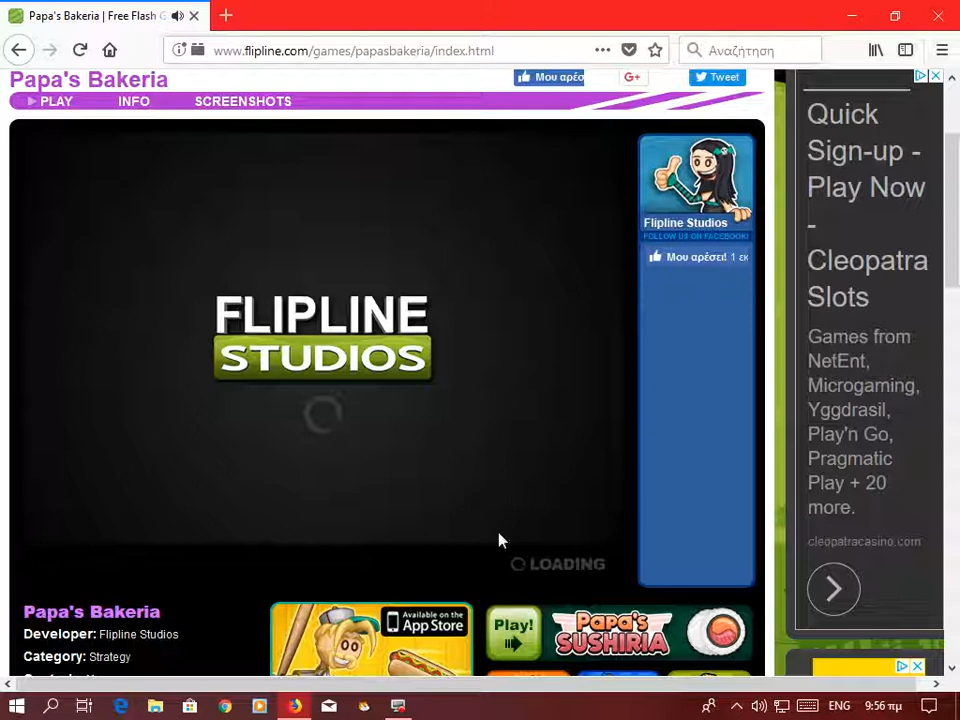 Papa's Bakeria | Free Flash G
www.flipline.com/games/papasbakeria/index.html
Αναζήτηση
Papa's Bakeria
Μου αρέσ
G+
Tweet
PLAY INFO SCREENSHOTS
FLIPLINE
STUDIOS
LOADING
Flipline Studios
FOLLOW US ON FACEBOOK!
Μου αρέσει! 1 εκ
Quick
Sign-up -
Play Now
-
Cleopatra
Slots
Games from
NetEnt,
Microgaming,
Yggdrasil,
Play'n Go,
Pragmatic
Play + 20
more.
cleopatracasino.com
Papa's Bakeria
Developer: Flipline Studios
Category: Strategy
Available on the
App Store
Play!
Papa's
SUSHIRIA
ENG
9:56 πμ